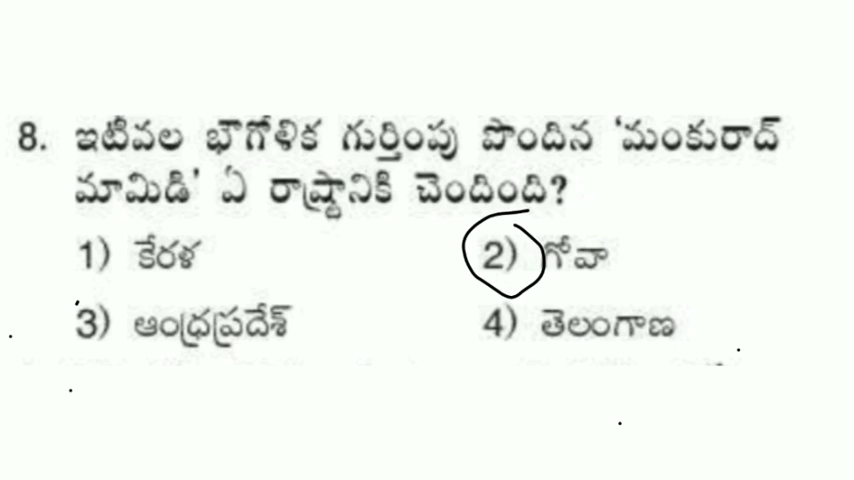 8. ఇటీవల భౌగోళిక గుర్తింపు పొందిన ‘మంకురాద్
మామిడి’ ఏ రాష్ట్రానికి చెందింది?
1) కేరళ 2) గోవా
3) ఆంధ్రప్రదేశ్ 4) తెలంగాణ